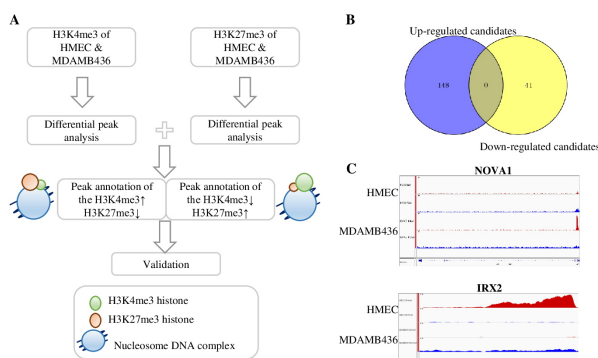 A
H3K4me3 of
HMEC &
MDAMB436
H3K27me3 of
HMEC &
MDAMB436
Differential peak
analysis
Differential peak
analysis
Peak annotation of
the H3K4me3↑
H3K27me3↓
Peak annotation of
the H3K4me3↓
H3K27me3↑
Validation
H3K4me3 histone
H3K27me3 histone
Nucleosome DNA complex
B
Up-regulated candidates
148
0
41
Down-regulated candidates
C
NOVA1
HMEC
MDAMB436
IRX2
HMEC
MDAMB436